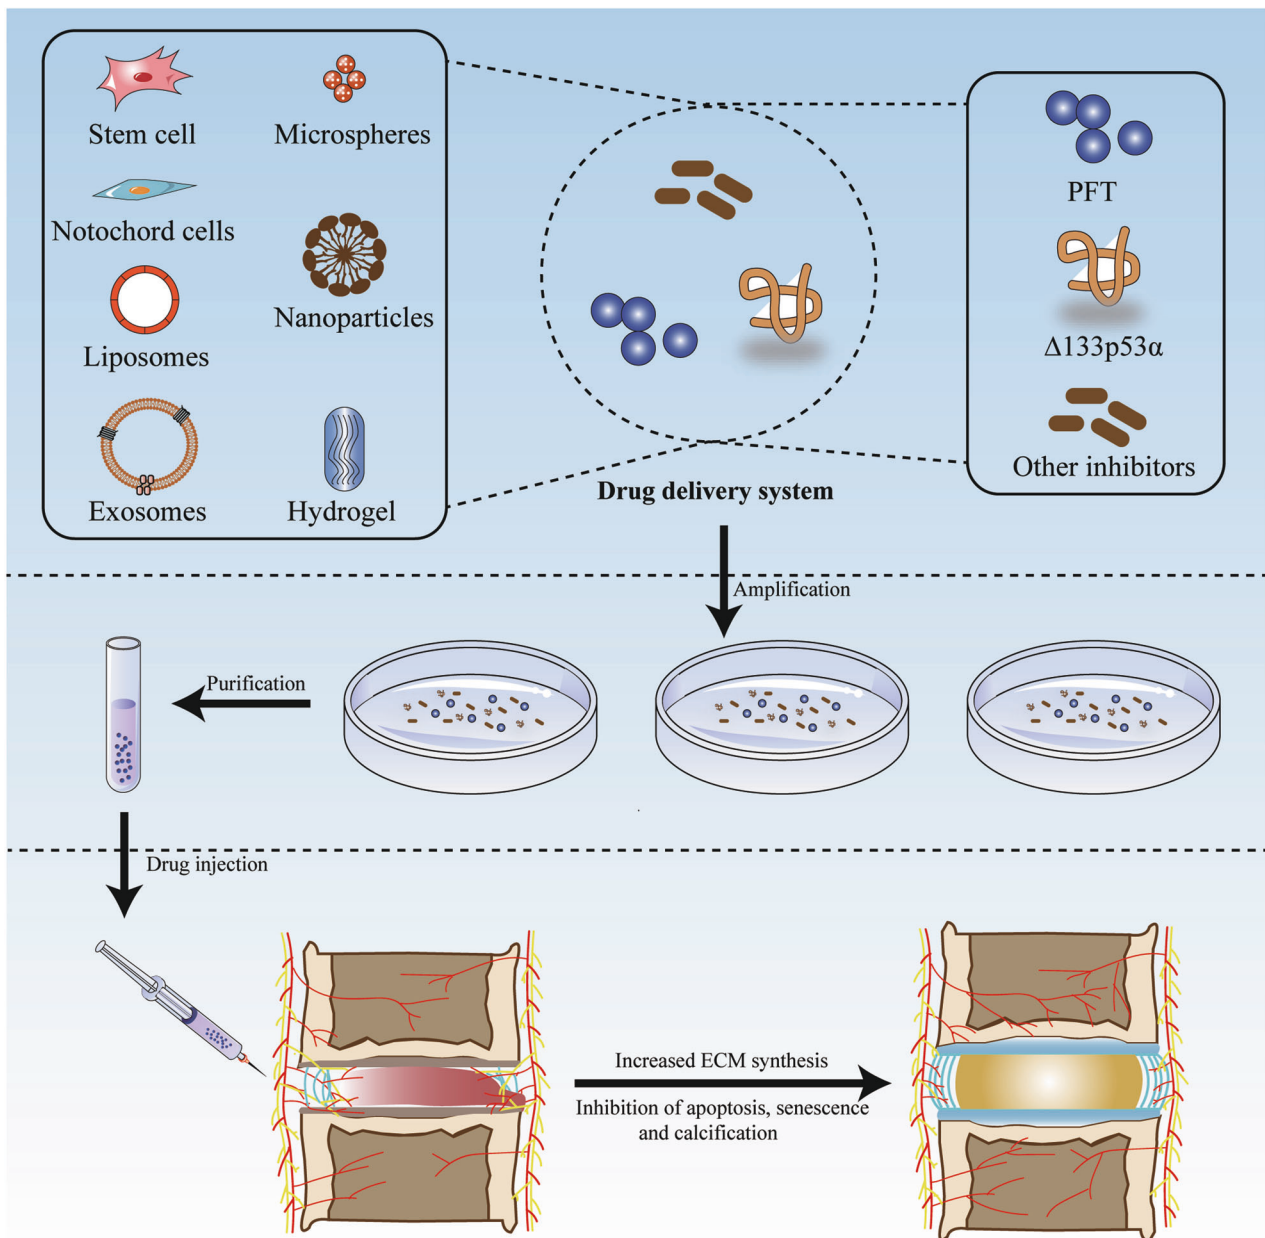 Stem cell
Microspheres
Notochord cells
Nanoparticles
Liposomes
Exosomes
Hydrogel
Drug delivery system
PFT
Δ133p53α
Other inhibitors
Amplification
Purification
Drug injection
Increased ECM synthesis
Inhibition of apoptosis, senescence
and calcification